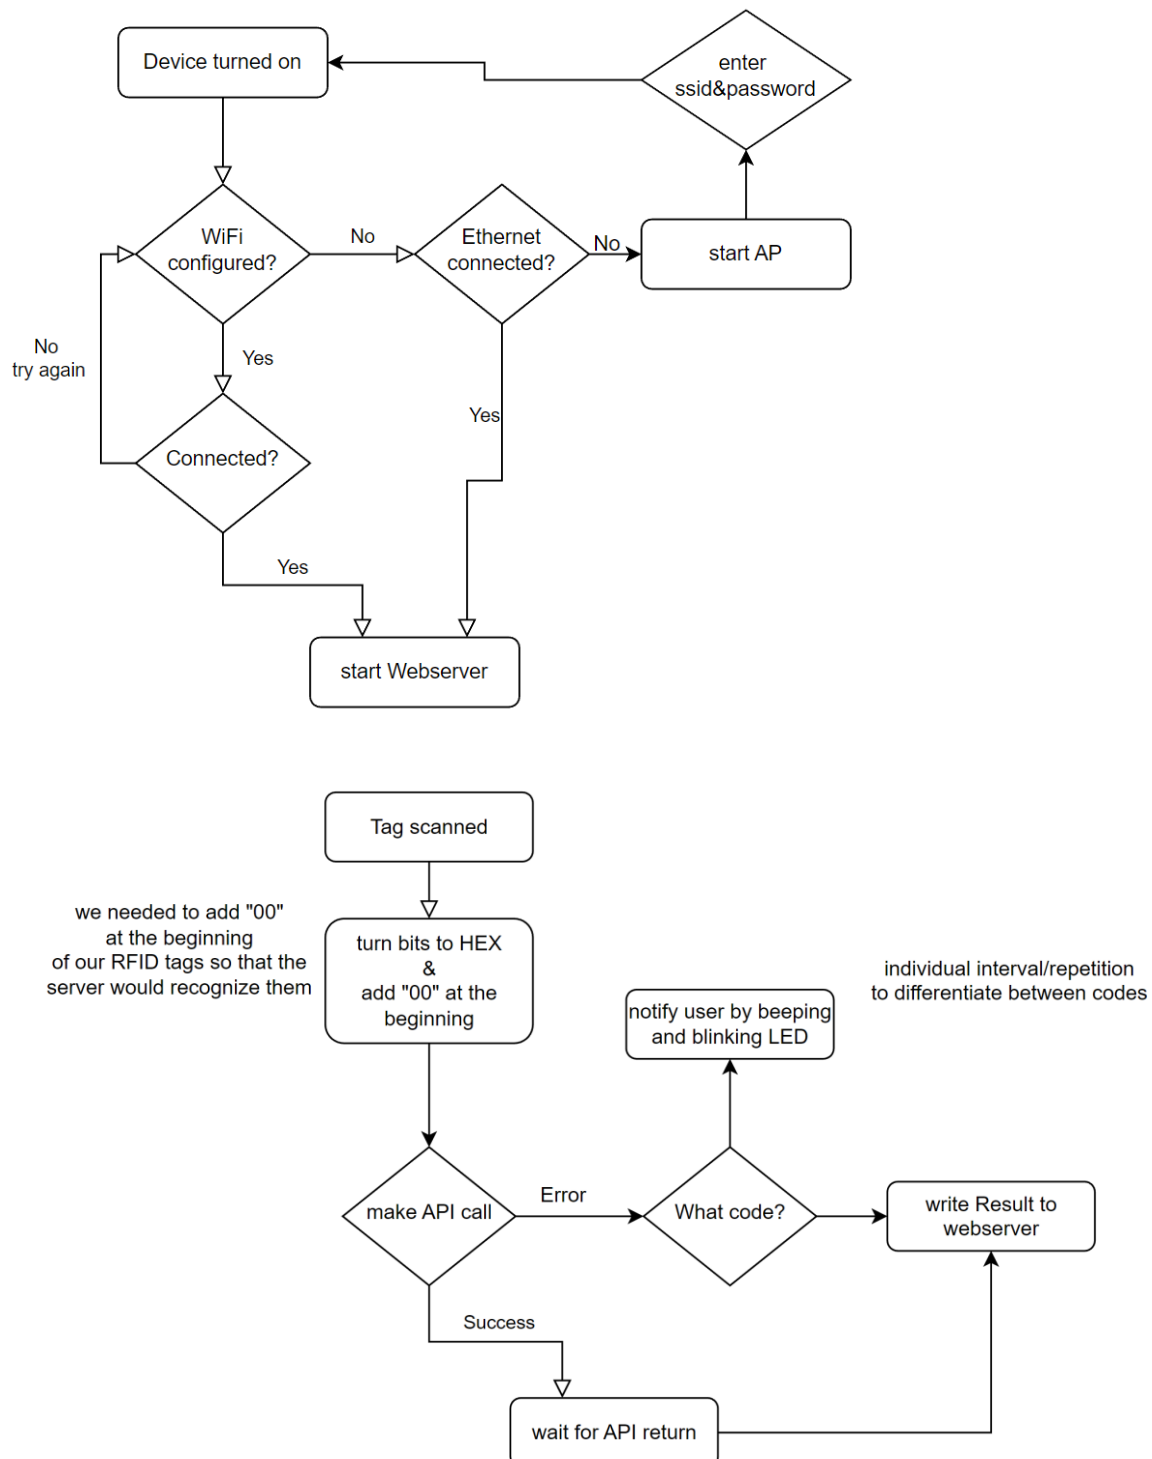 Device turned on
enter
ssid&password
WiFi
configured?
No
Ethernet
connected?
No
start AP
No
try again
Yes
Connected?
Yes
Yes
start Webserver
Tag scanned
we needed to add "00"
at the beginning
of our RFID tags so that the
server would recognize them
turn bits to HEX
&
add "00" at the
beginning
individual interval/repetition
to differentiate between codes
notify user by beeping
and blinking LED
make API call
Error
What code?
write Result to
webserver
Success
wait for API return